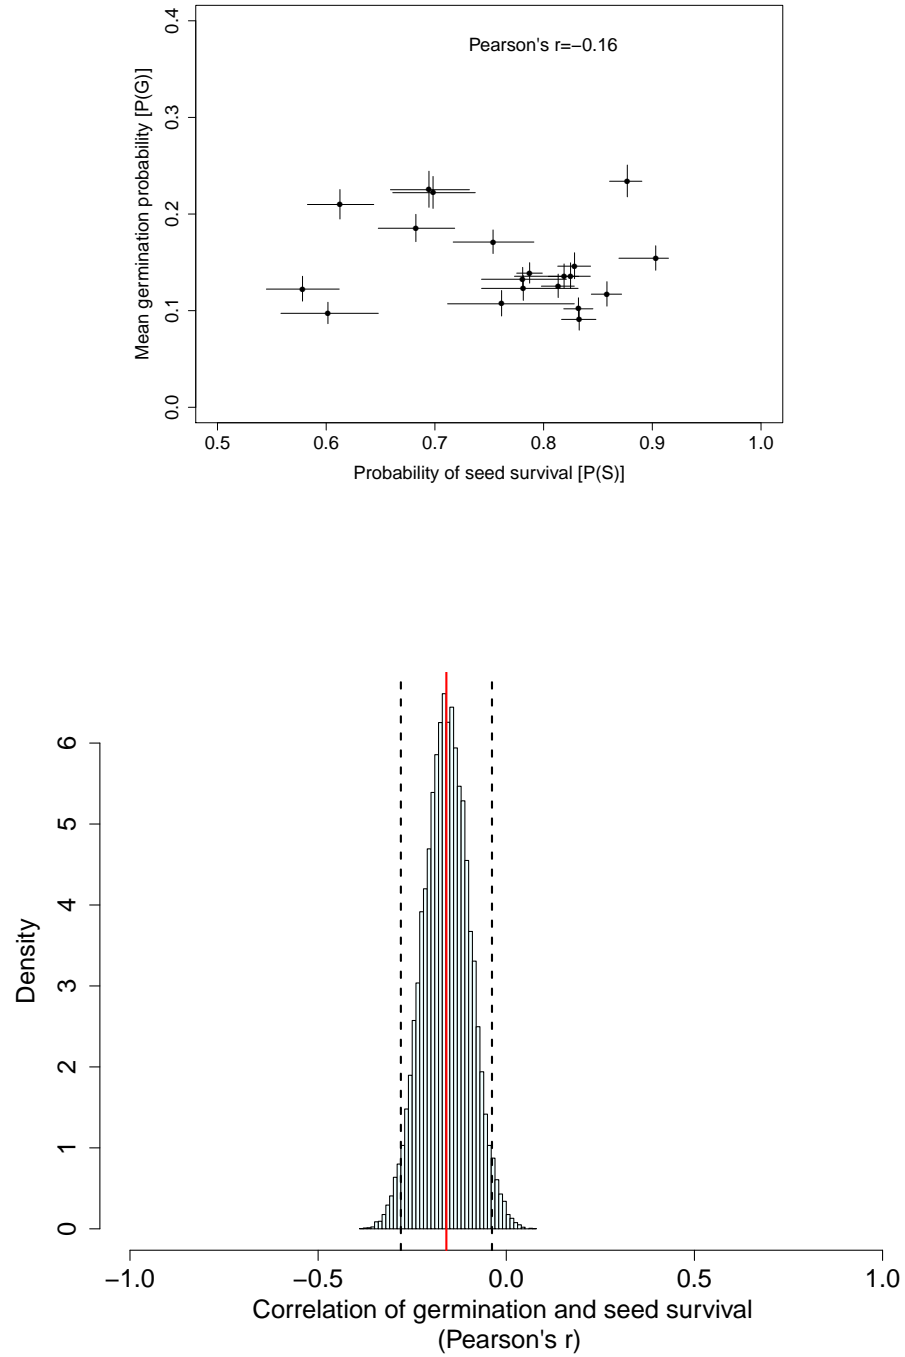 Pearson's r=−0.16
Mean germination probability [P(G)]
0.4
0.3
0.2
0.1
0.0
0.5 0.6 0.7 0.8 0.9 1.0
Probability of seed survival [P(S)]
Density
6
5
4
3
2
1
0
−1.0 −0.5 0.0 0.5 1.0
Correlation of germination and seed survival
(Pearson's r)